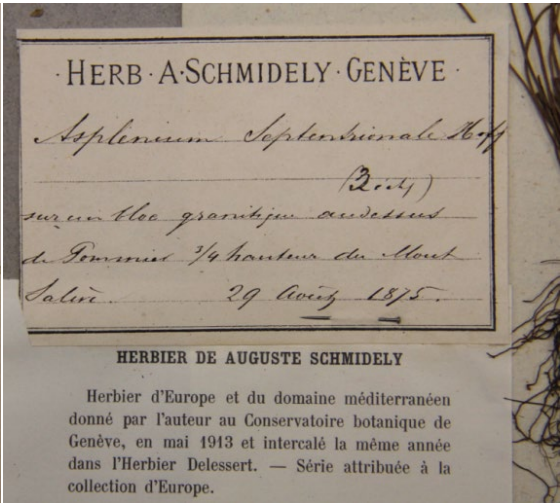 · HERB · A · SCHMIDELY · GENÈVE ·
Asplenium Septentrionale Hoff
sur un bloc granitique au dessus
de Pommier 3/4 hauteur du Mont
Salève. 29 Août 1875.
HERBIER DE AUGUSTE SCHMIDELY
Herbier d'Europe et du domaine méditerranéen
donné par l'auteur au Conservatoire botanique de
Genève, en mai 1913 et intercalé la même année
dans l'Herbier Delessert. — Série attribuée à la
collection d'Europe.